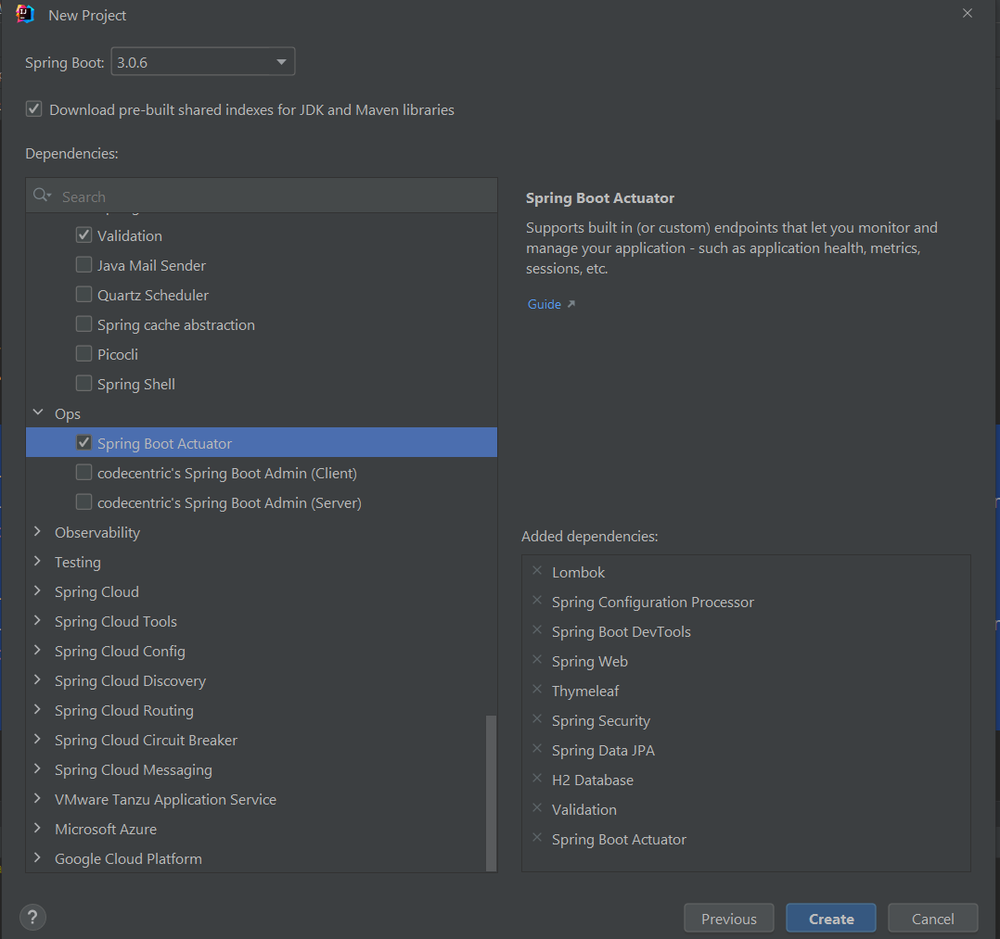 New Project
Spring Boot:
3.0.6
Download pre-built shared indexes for JDK and Maven libraries
Dependencies:
Search
Validation
Java Mail Sender
Quartz Scheduler
Spring cache abstraction
Picocli
Spring Shell
Ops
Spring Boot Actuator
codecentric's Spring Boot Admin (Client)
codecentric's Spring Boot Admin (Server)
Observability
Testing
Spring Cloud
Spring Cloud Tools
Spring Cloud Config
Spring Cloud Discovery
Spring Cloud Routing
Spring Cloud Circuit Breaker
Spring Cloud Messaging
VMware Tanzu Application Service
Microsoft Azure
Google Cloud Platform
Spring Boot Actuator
Supports built in (or custom) endpoints that let you monitor and
manage your application - such as application health, metrics,
sessions, etc.
Guide
Added dependencies:
Lombok
Spring Configuration Processor
Spring Boot DevTools
Spring Web
Thymeleaf
Spring Security
Spring Data JPA
H2 Database
Validation
Spring Boot Actuator
?
Previous
Create
Cancel